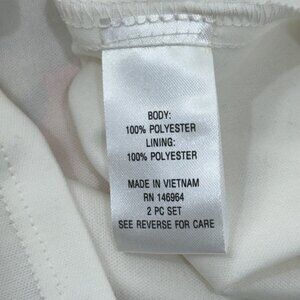 BODY:
100% POLYESTER
LINING:
100% POLYESTER
MADE IN VIETNAM
RN 146964
2 PC SET
SEE REVERSE FOR CARE